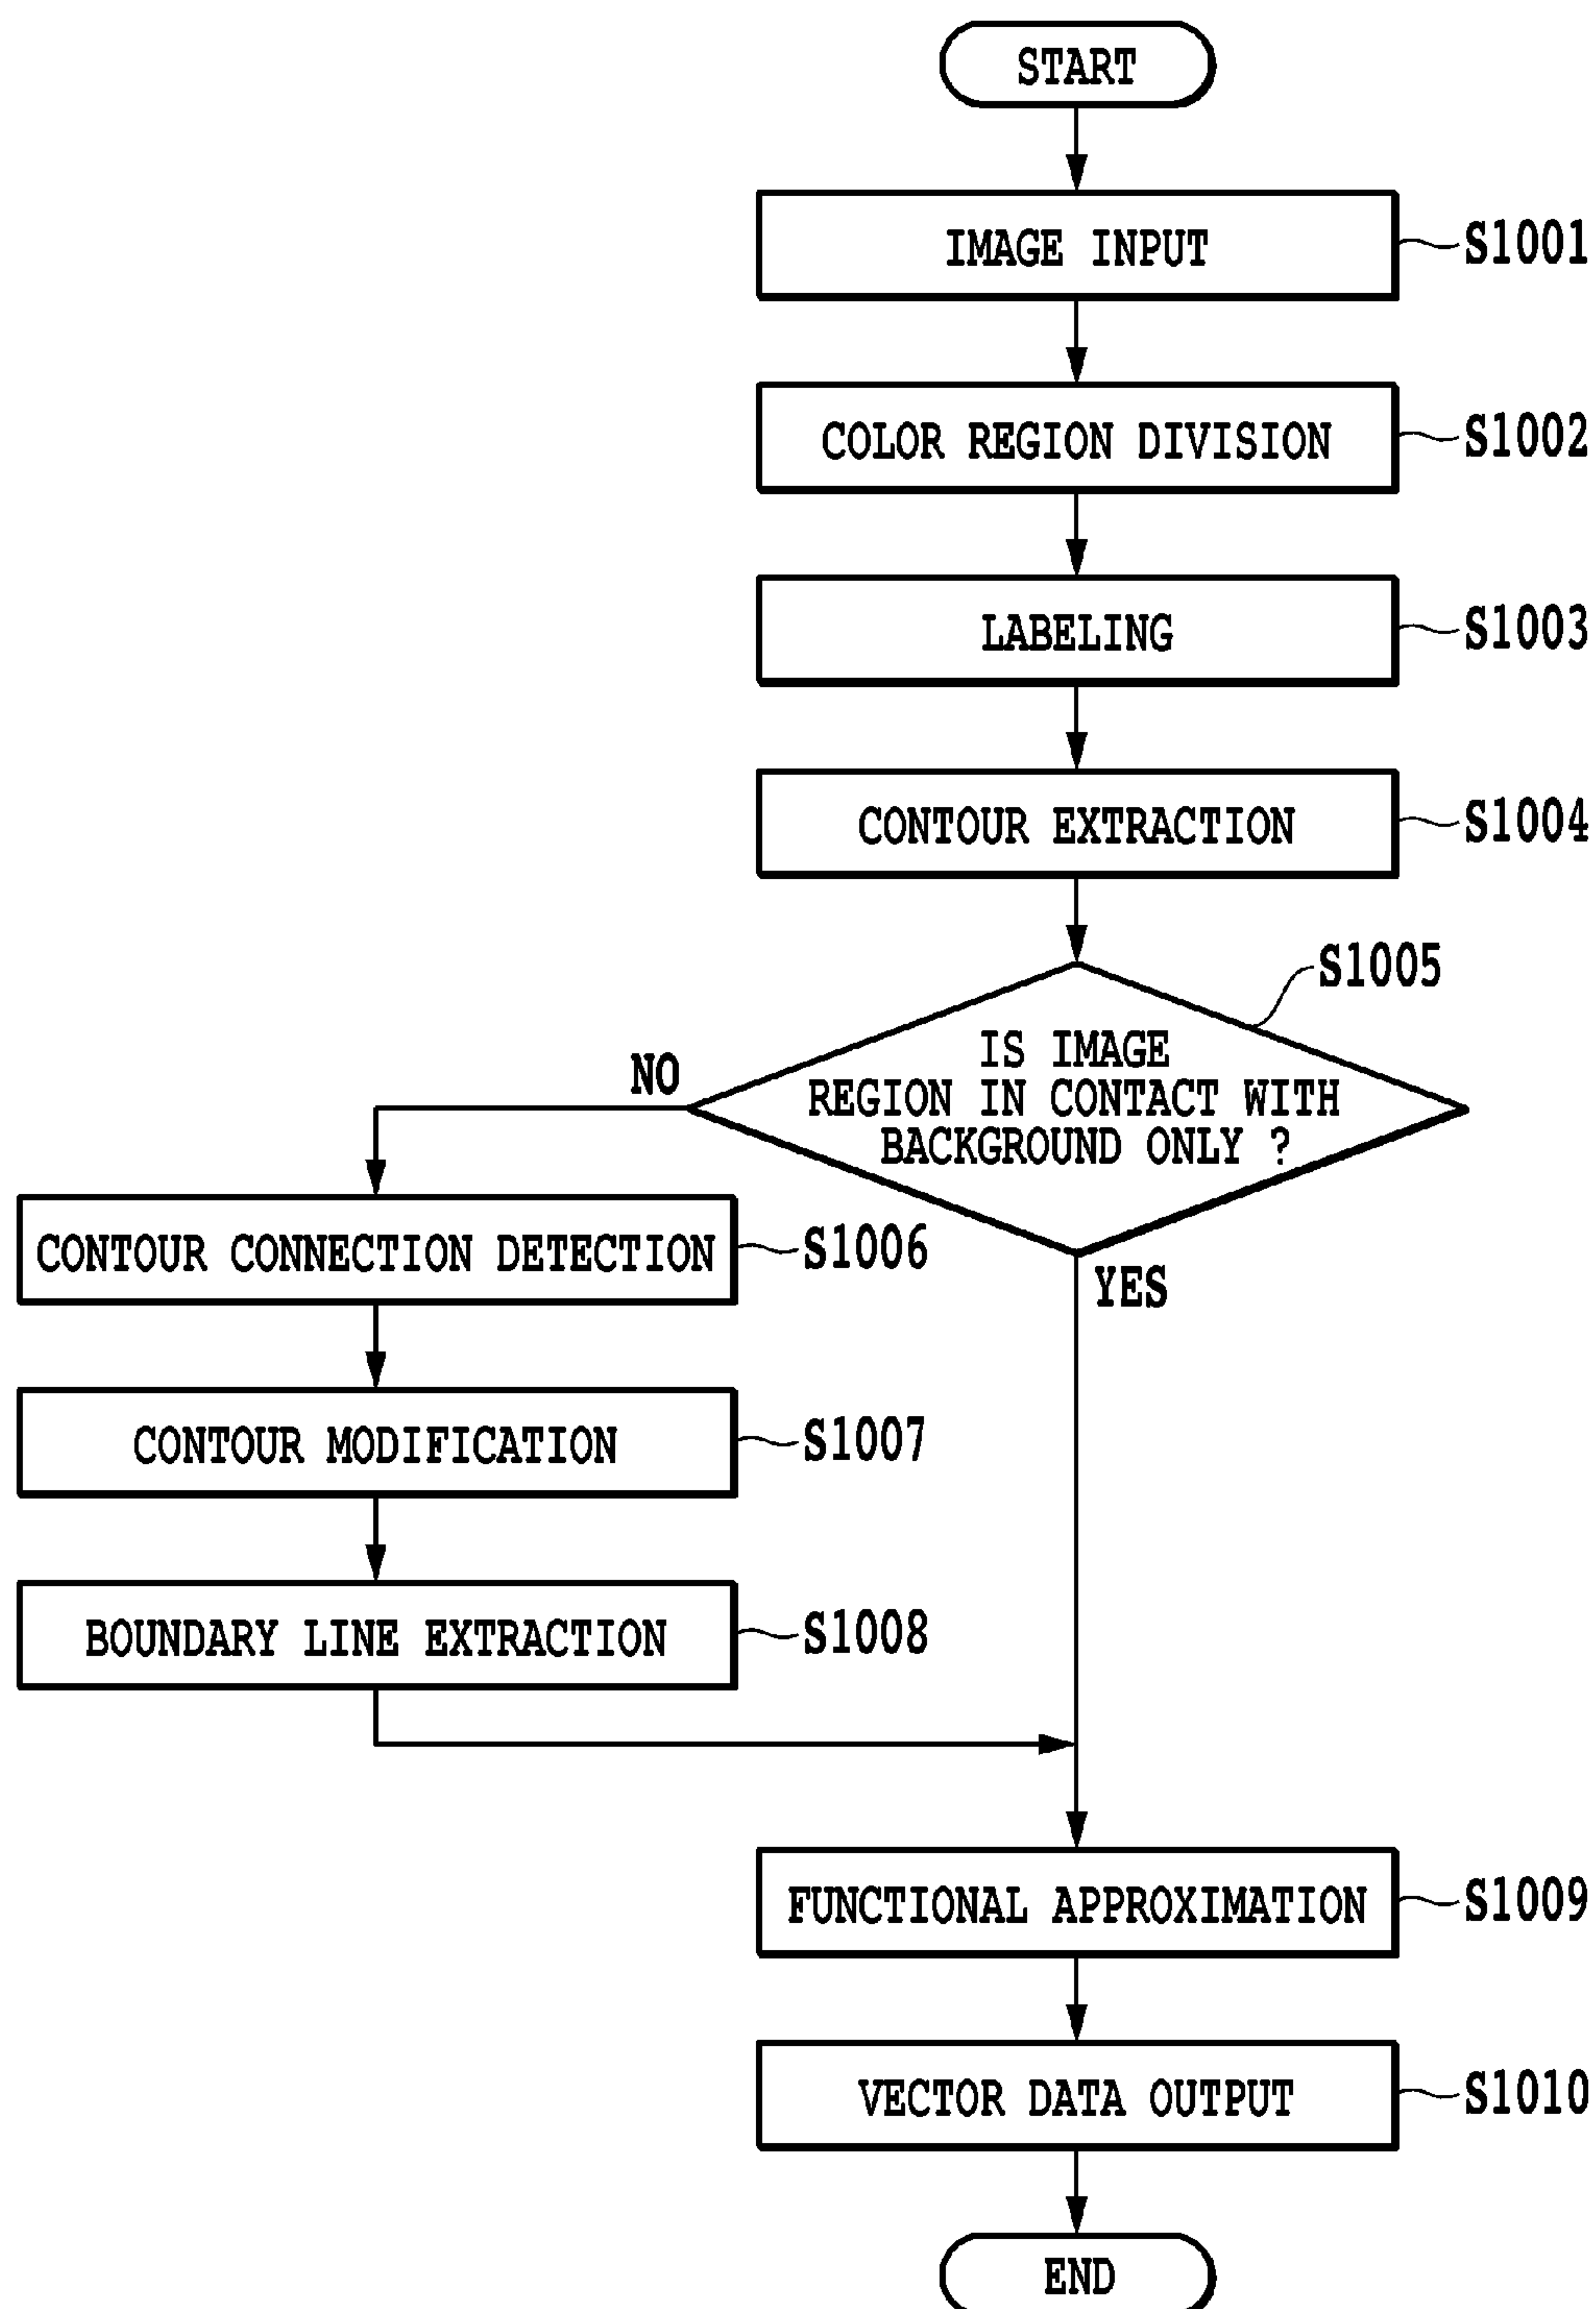 START
IMAGE INPUT
S1001
COLOR REGION DIVISION
S1002
LABELING
S1003
CONTOUR EXTRACTION
S1004
S1005
IS IMAGE
REGION IN CONTACT WITH
BACKGROUND ONLY ?
NO
YES
CONTOUR CONNECTION DETECTION
S1006
CONTOUR MODIFICATION
S1007
BOUNDARY LINE EXTRACTION
S1008
FUNCTIONAL APPROXIMATION
S1009
VECTOR DATA OUTPUT
S1010
END